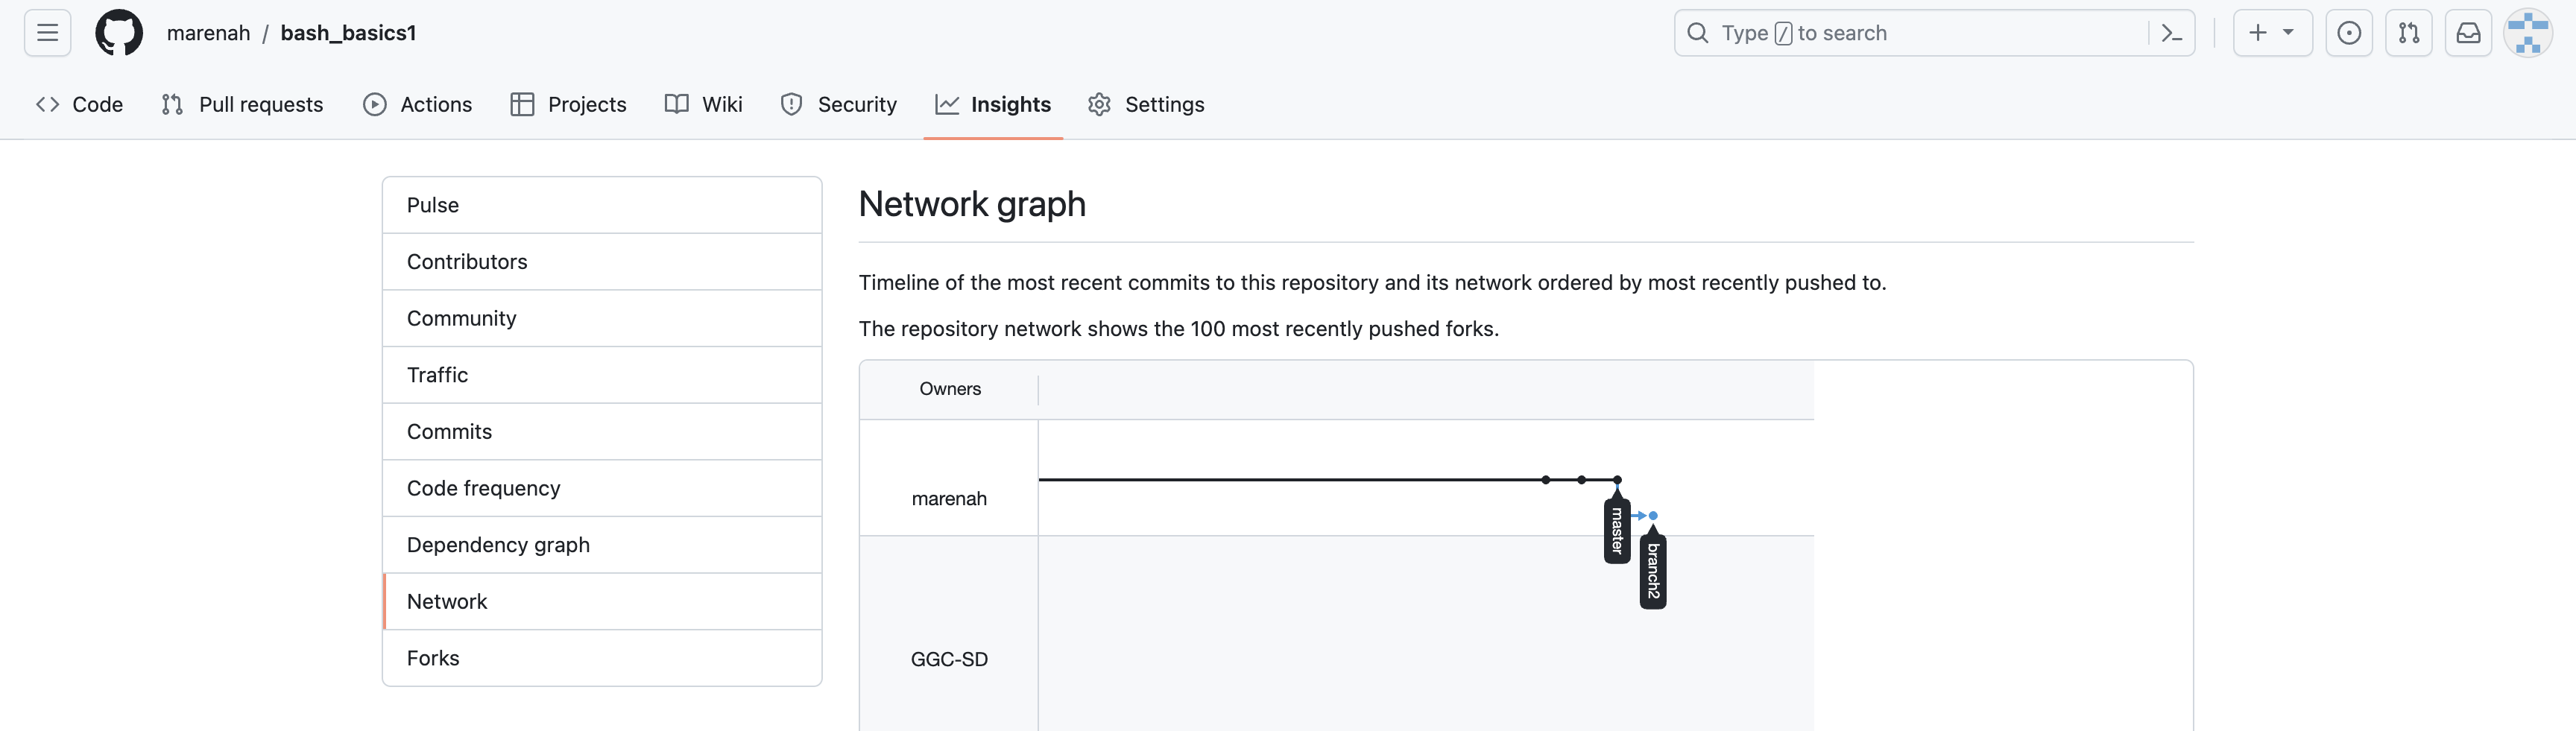 marenah / bash_basics1
Type / to search
Code Pull requests Actions Projects Wiki Security Insights Settings
Pulse
Contributors
Community
Traffic
Commits
Code frequency
Dependency graph
Network
Forks
Network graph
Timeline of the most recent commits to this repository and its network ordered by most recently pushed to.
The repository network shows the 100 most recently pushed forks.
Owners
marenah
master
branch2
GGC-SD